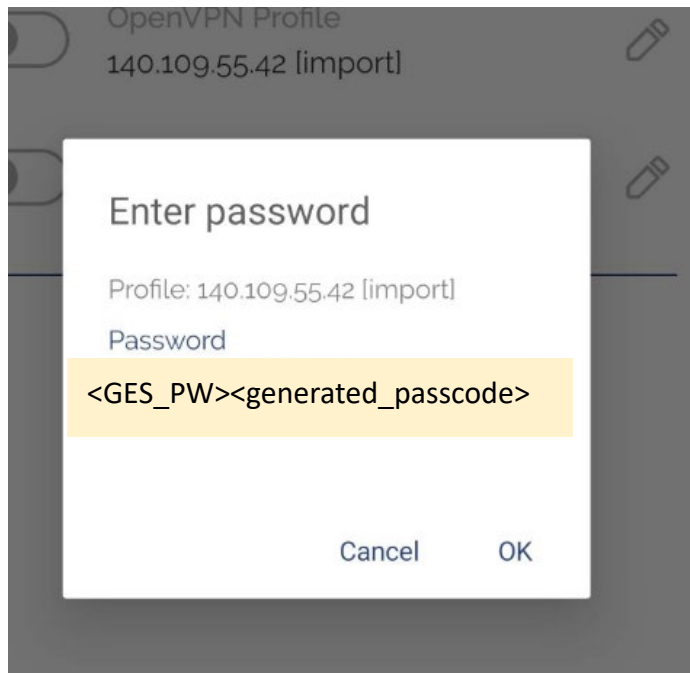 OpenVPN Profile
140.109.55.42 [import]
Enter password
Profile: 140.109.55.42 [import]
Password
<GES_PW><generated_passcode>
Cancel OK